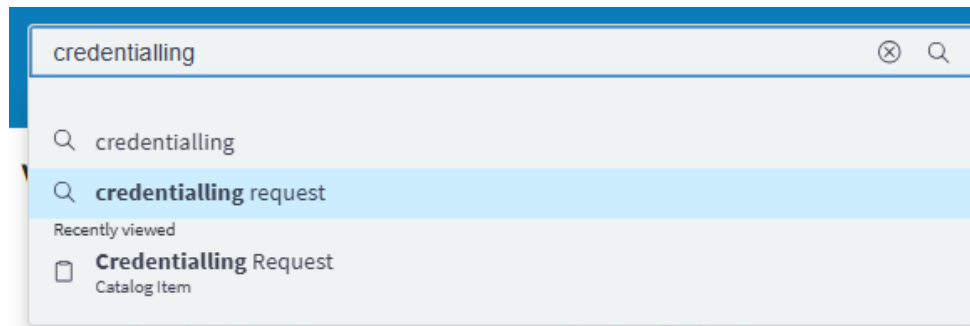 credentialling
credentialling
credentialling request
Recently viewed
Credentialling Request
Catalog Item